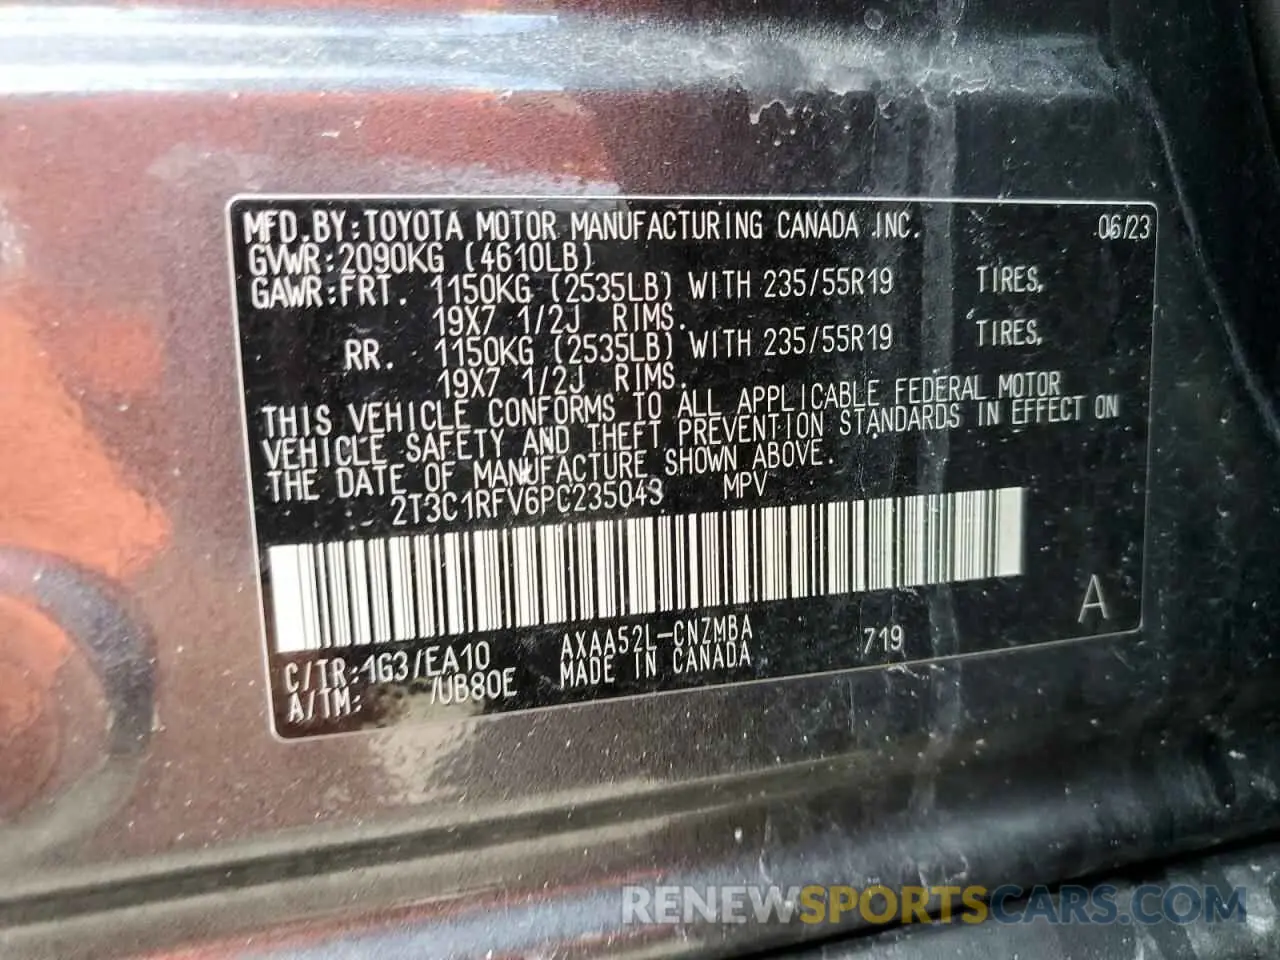 MFD.BY:TOYOTA MOTOR MANUFACTURING CANADA INC. 06/23
GVWR:2090KG (4610LB)
GAWR:FRT. 1150KG (2535LB) WITH 235/55R19 TIRES,
19X7 1/2J RIMS.
RR. 1150KG (2535LB) WITH 235/55R19 TIRES,
19X7 1/2J RIMS.
THIS VEHICLE CONFORMS TO ALL APPLICABLE FEDERAL MOTOR
VEHICLE SAFETY AND THEFT PREVENTION STANDARDS IN EFFECT ON
THE DATE OF MANUFACTURE SHOWN ABOVE.
2T3C1RFV6PC235043 MPV
A
C/TR:1G3/EA10 AXAA52L-CNZMBA 719
A/TM: /UB80E MADE IN CANADA
RENEWSPORTSCARS.COM